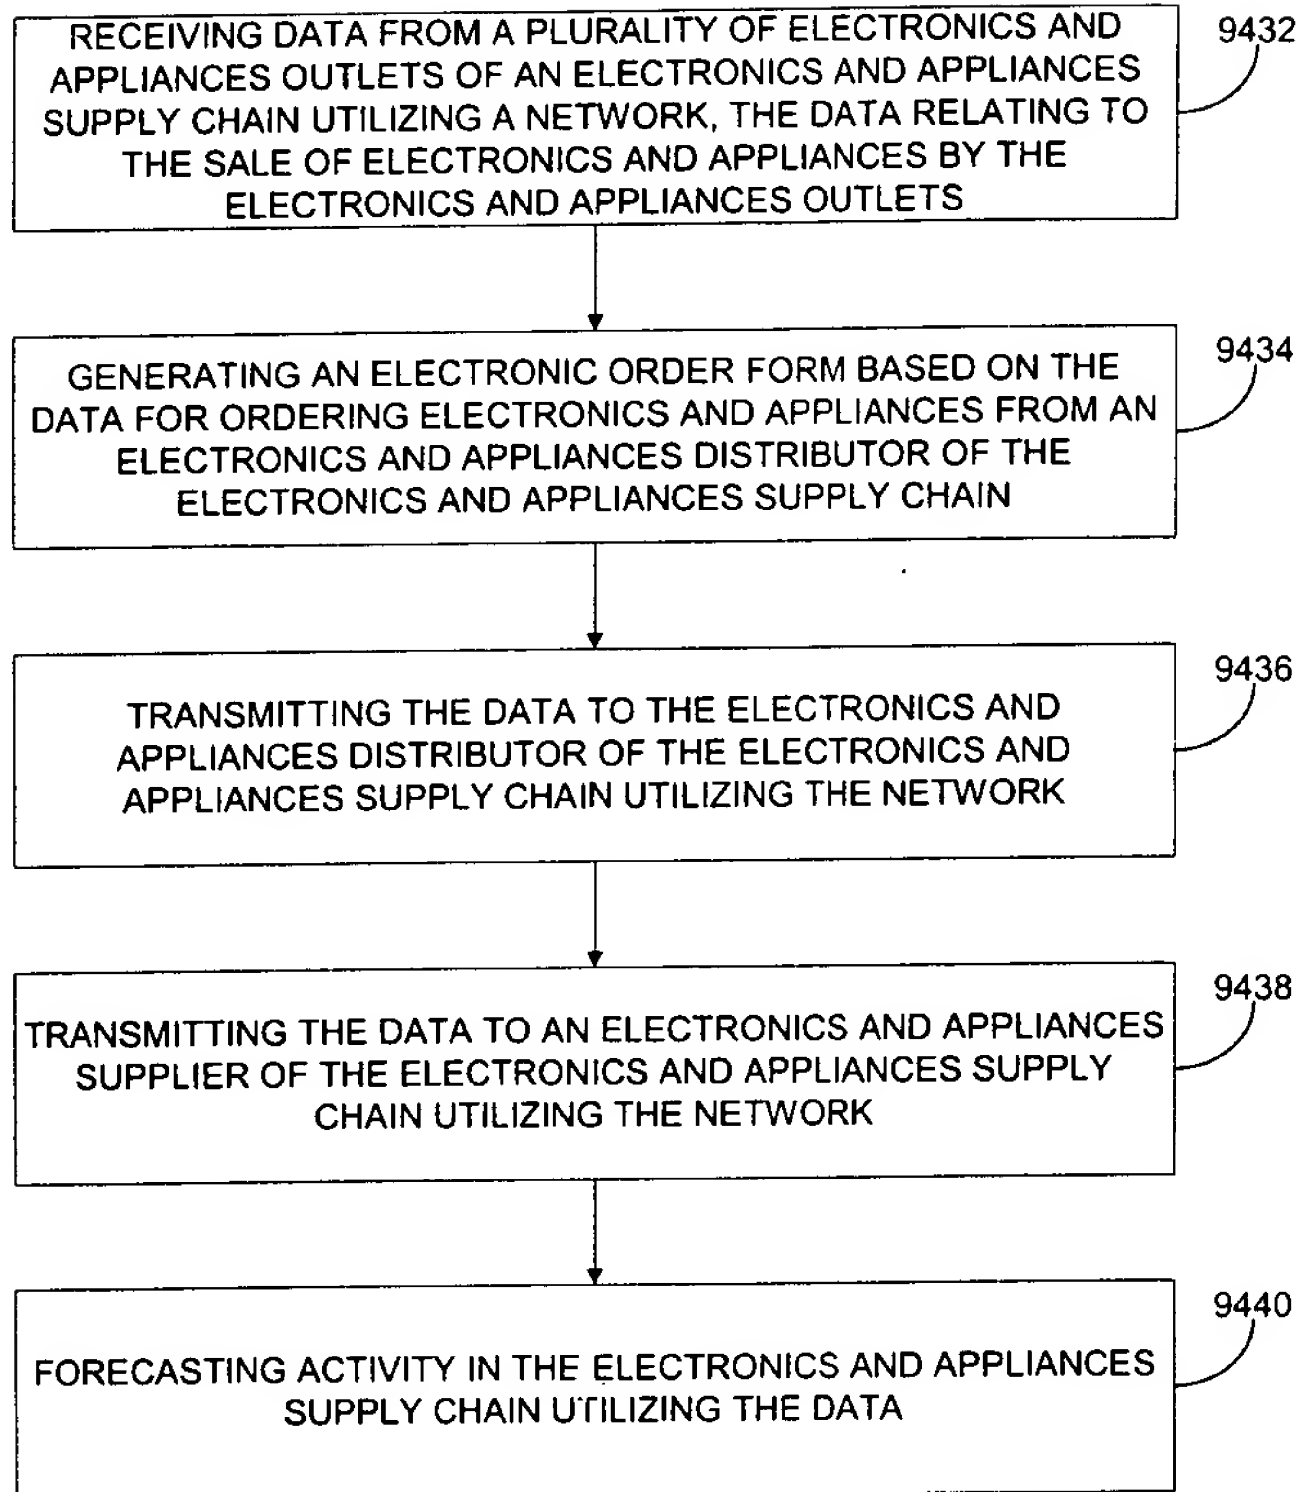 RECEIVING DATA FROM A PLURALITY OF ELECTRONICS AND
APPLIANCES OUTLETS OF AN ELECTRONICS AND APPLIANCES
SUPPLY CHAIN UTILIZING A NETWORK, THE DATA RELATING TO
THE SALE OF ELECTRONICS AND APPLIANCES BY THE
ELECTRONICS AND APPLIANCES OUTLETS
9432
GENERATING AN ELECTRONIC ORDER FORM BASED ON THE
DATA FOR ORDERING ELECTRONICS AND APPLIANCES FROM AN
ELECTRONICS AND APPLIANCES DISTRIBUTOR OF THE
ELECTRONICS AND APPLIANCES SUPPLY CHAIN
9434
TRANSMITTING THE DATA TO THE ELECTRONICS AND
APPLIANCES DISTRIBUTOR OF THE ELECTRONICS AND
APPLIANCES SUPPLY CHAIN UTILIZING THE NETWORK
9436
TRANSMITTING THE DATA TO AN ELECTRONICS AND APPLIANCES
SUPPLIER OF THE ELECTRONICS AND APPLIANCES SUPPLY
CHAIN UTILIZING THE NETWORK
9438
FORECASTING ACTIVITY IN THE ELECTRONICS AND APPLIANCES
SUPPLY CHAIN UTILIZING THE DATA
9440